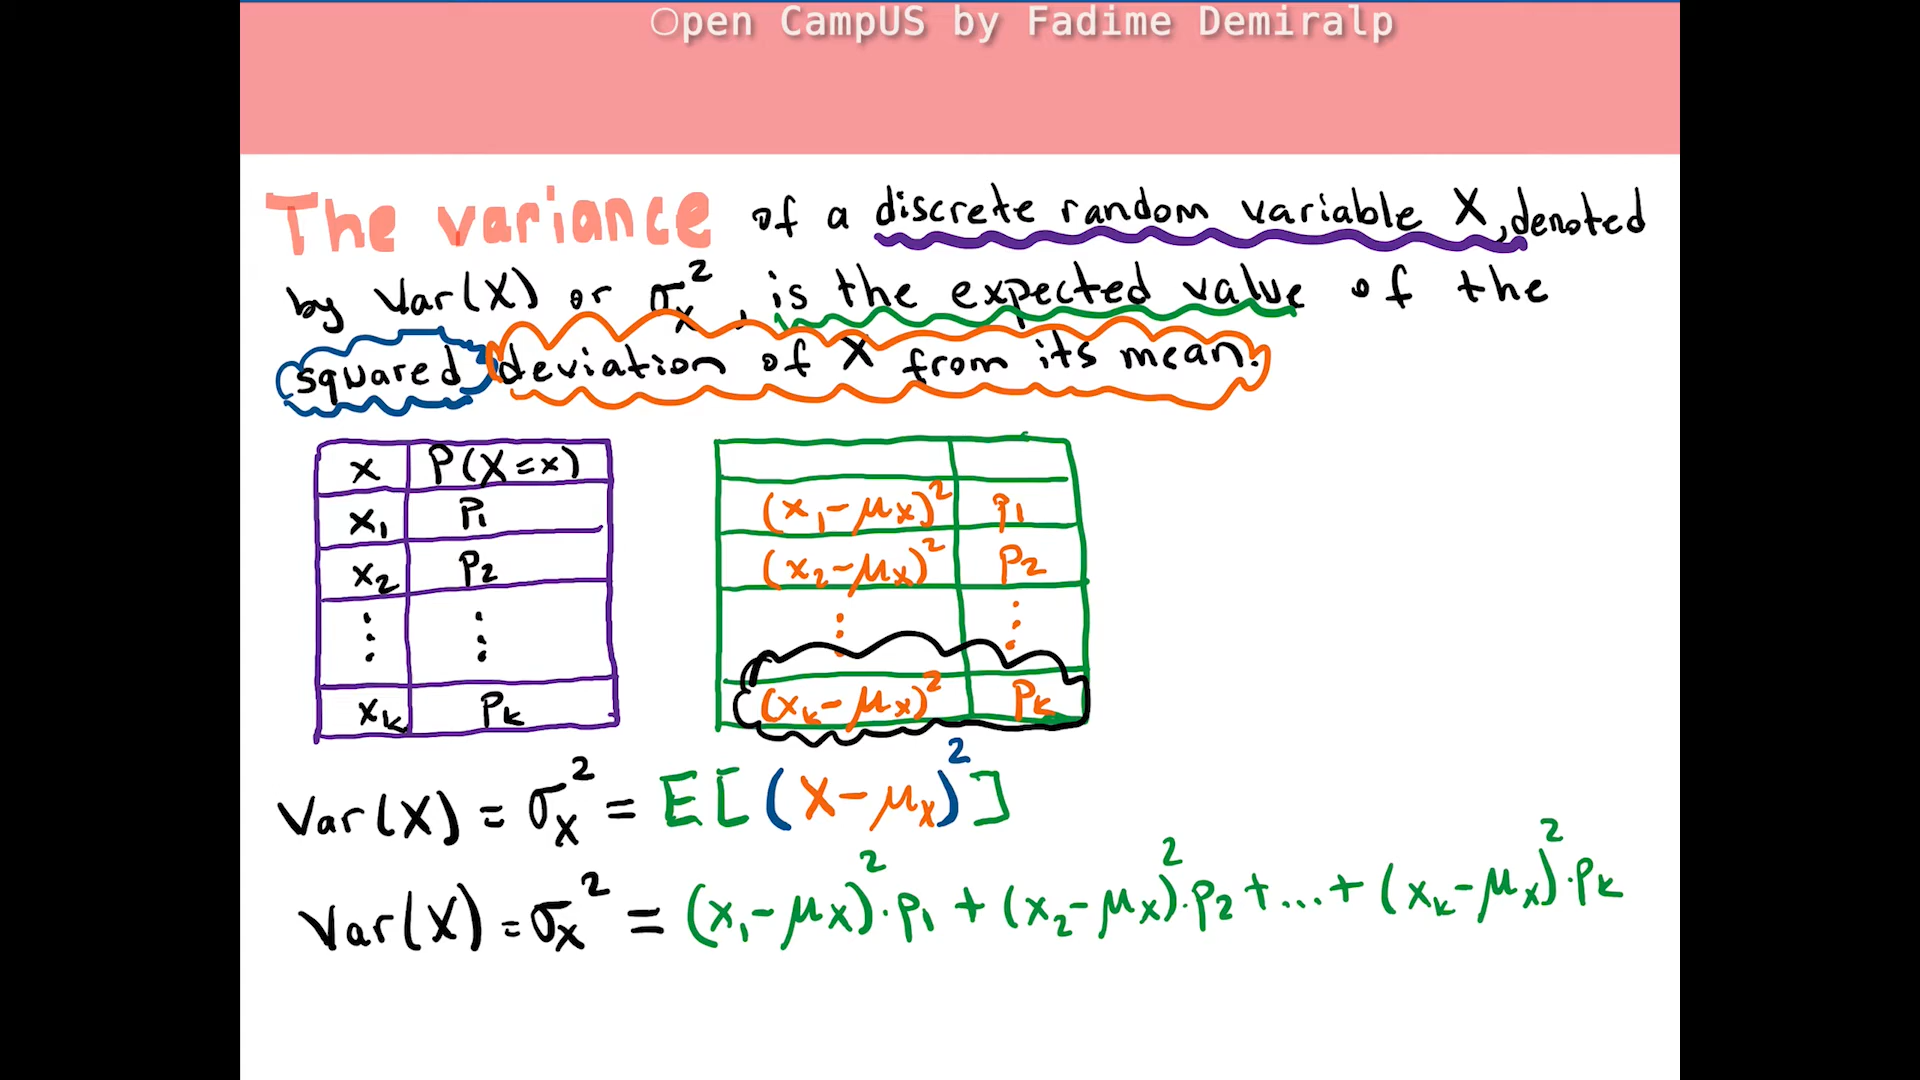 Open CampUS by Fadime Demiralp
The variance of a discrete random variable X, denoted
by Var(X) or σ_X^2, is the expected value of the
squared deviation of X from its mean.
x P(X=x)
x_1 p_1 (x_1-μ_X)^2 p_1
x_2 p_2 (x_2-μ_X)^2 p_2
⋮ ⋮ ⋮ ⋮
x_k p_k (x_k-μ_X)^2 p_k
Var(X) = σ_X^2 = E[(X-μ_X)^2]
Var(X) = σ_X^2 = (x_1-μ_X)^2·p_1 + (x_2-μ_X)^2·p_2 + ... + (x_k-μ_X)^2·p_k